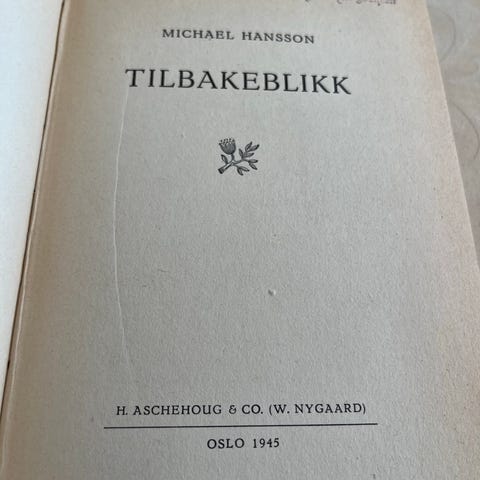 MICHAEL HANSSON
TILBAKEBLIKK
H. ASCHEHOUG & CO. (W. NYGAARD)
OSLO 1945